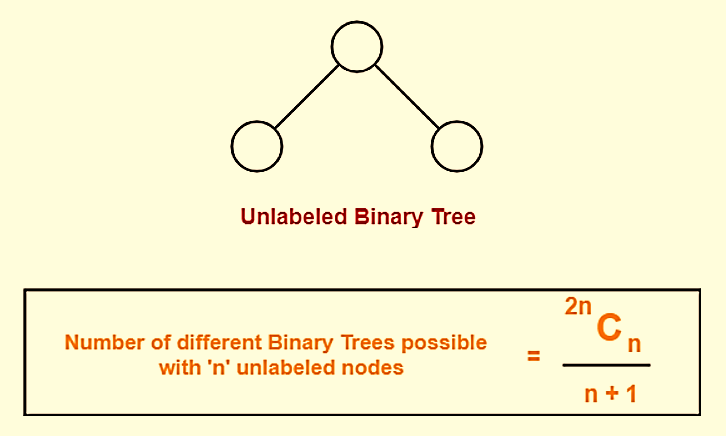 Unlabeled Binary Tree
Number of different Binary Trees possible
with 'n' unlabeled nodes
=
2n
C
n
n + 1